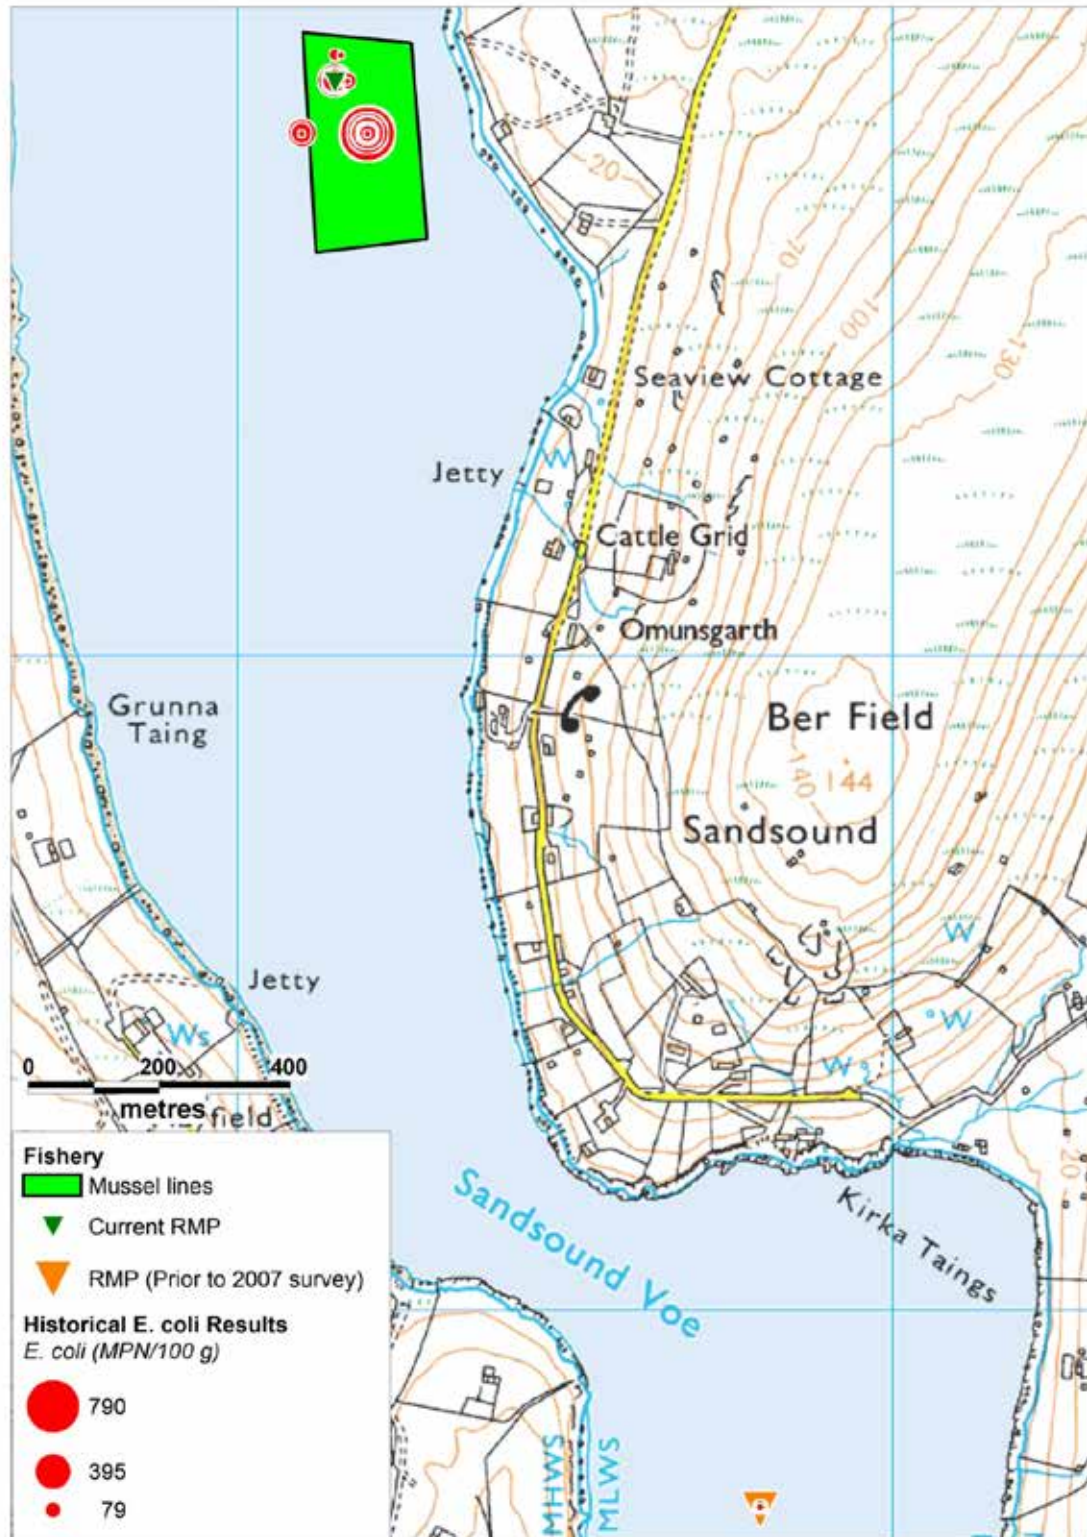 20
70
100
130
Seaview Cottage
Jetty
W
Cattle Grid
Omunsgarth
Grunna
Taing
Ber Field
140
144
Sandsound
W
Jetty
Ws
W
W
0 200 400
metres
field
20
Kirka Taings
Sandsound Voe
MHWS
MLWS
Fishery
Mussel lines
Current RMP
RMP (Prior to 2007 survey)
Historical E. coli Results
E. coli (MPN/100 g)
790
395
79